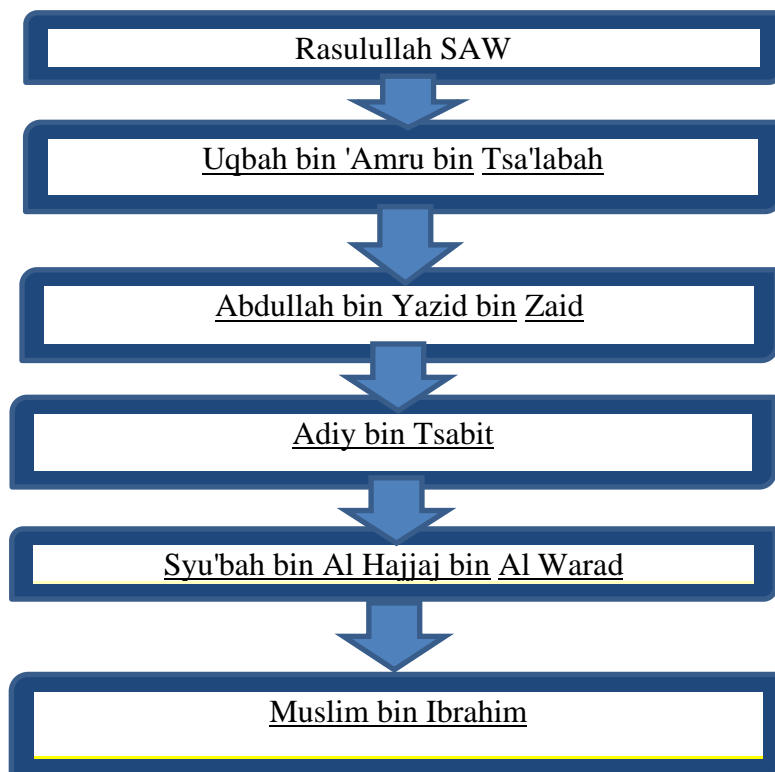 Rasulullah SAW
Uqbah bin 'Amru bin Tsa'labah
Abdullah bin Yazid bin Zaid
Adiy bin Tsabit
Syu'bah bin Al Hajjaj bin Al Warad
Muslim bin Ibrahim